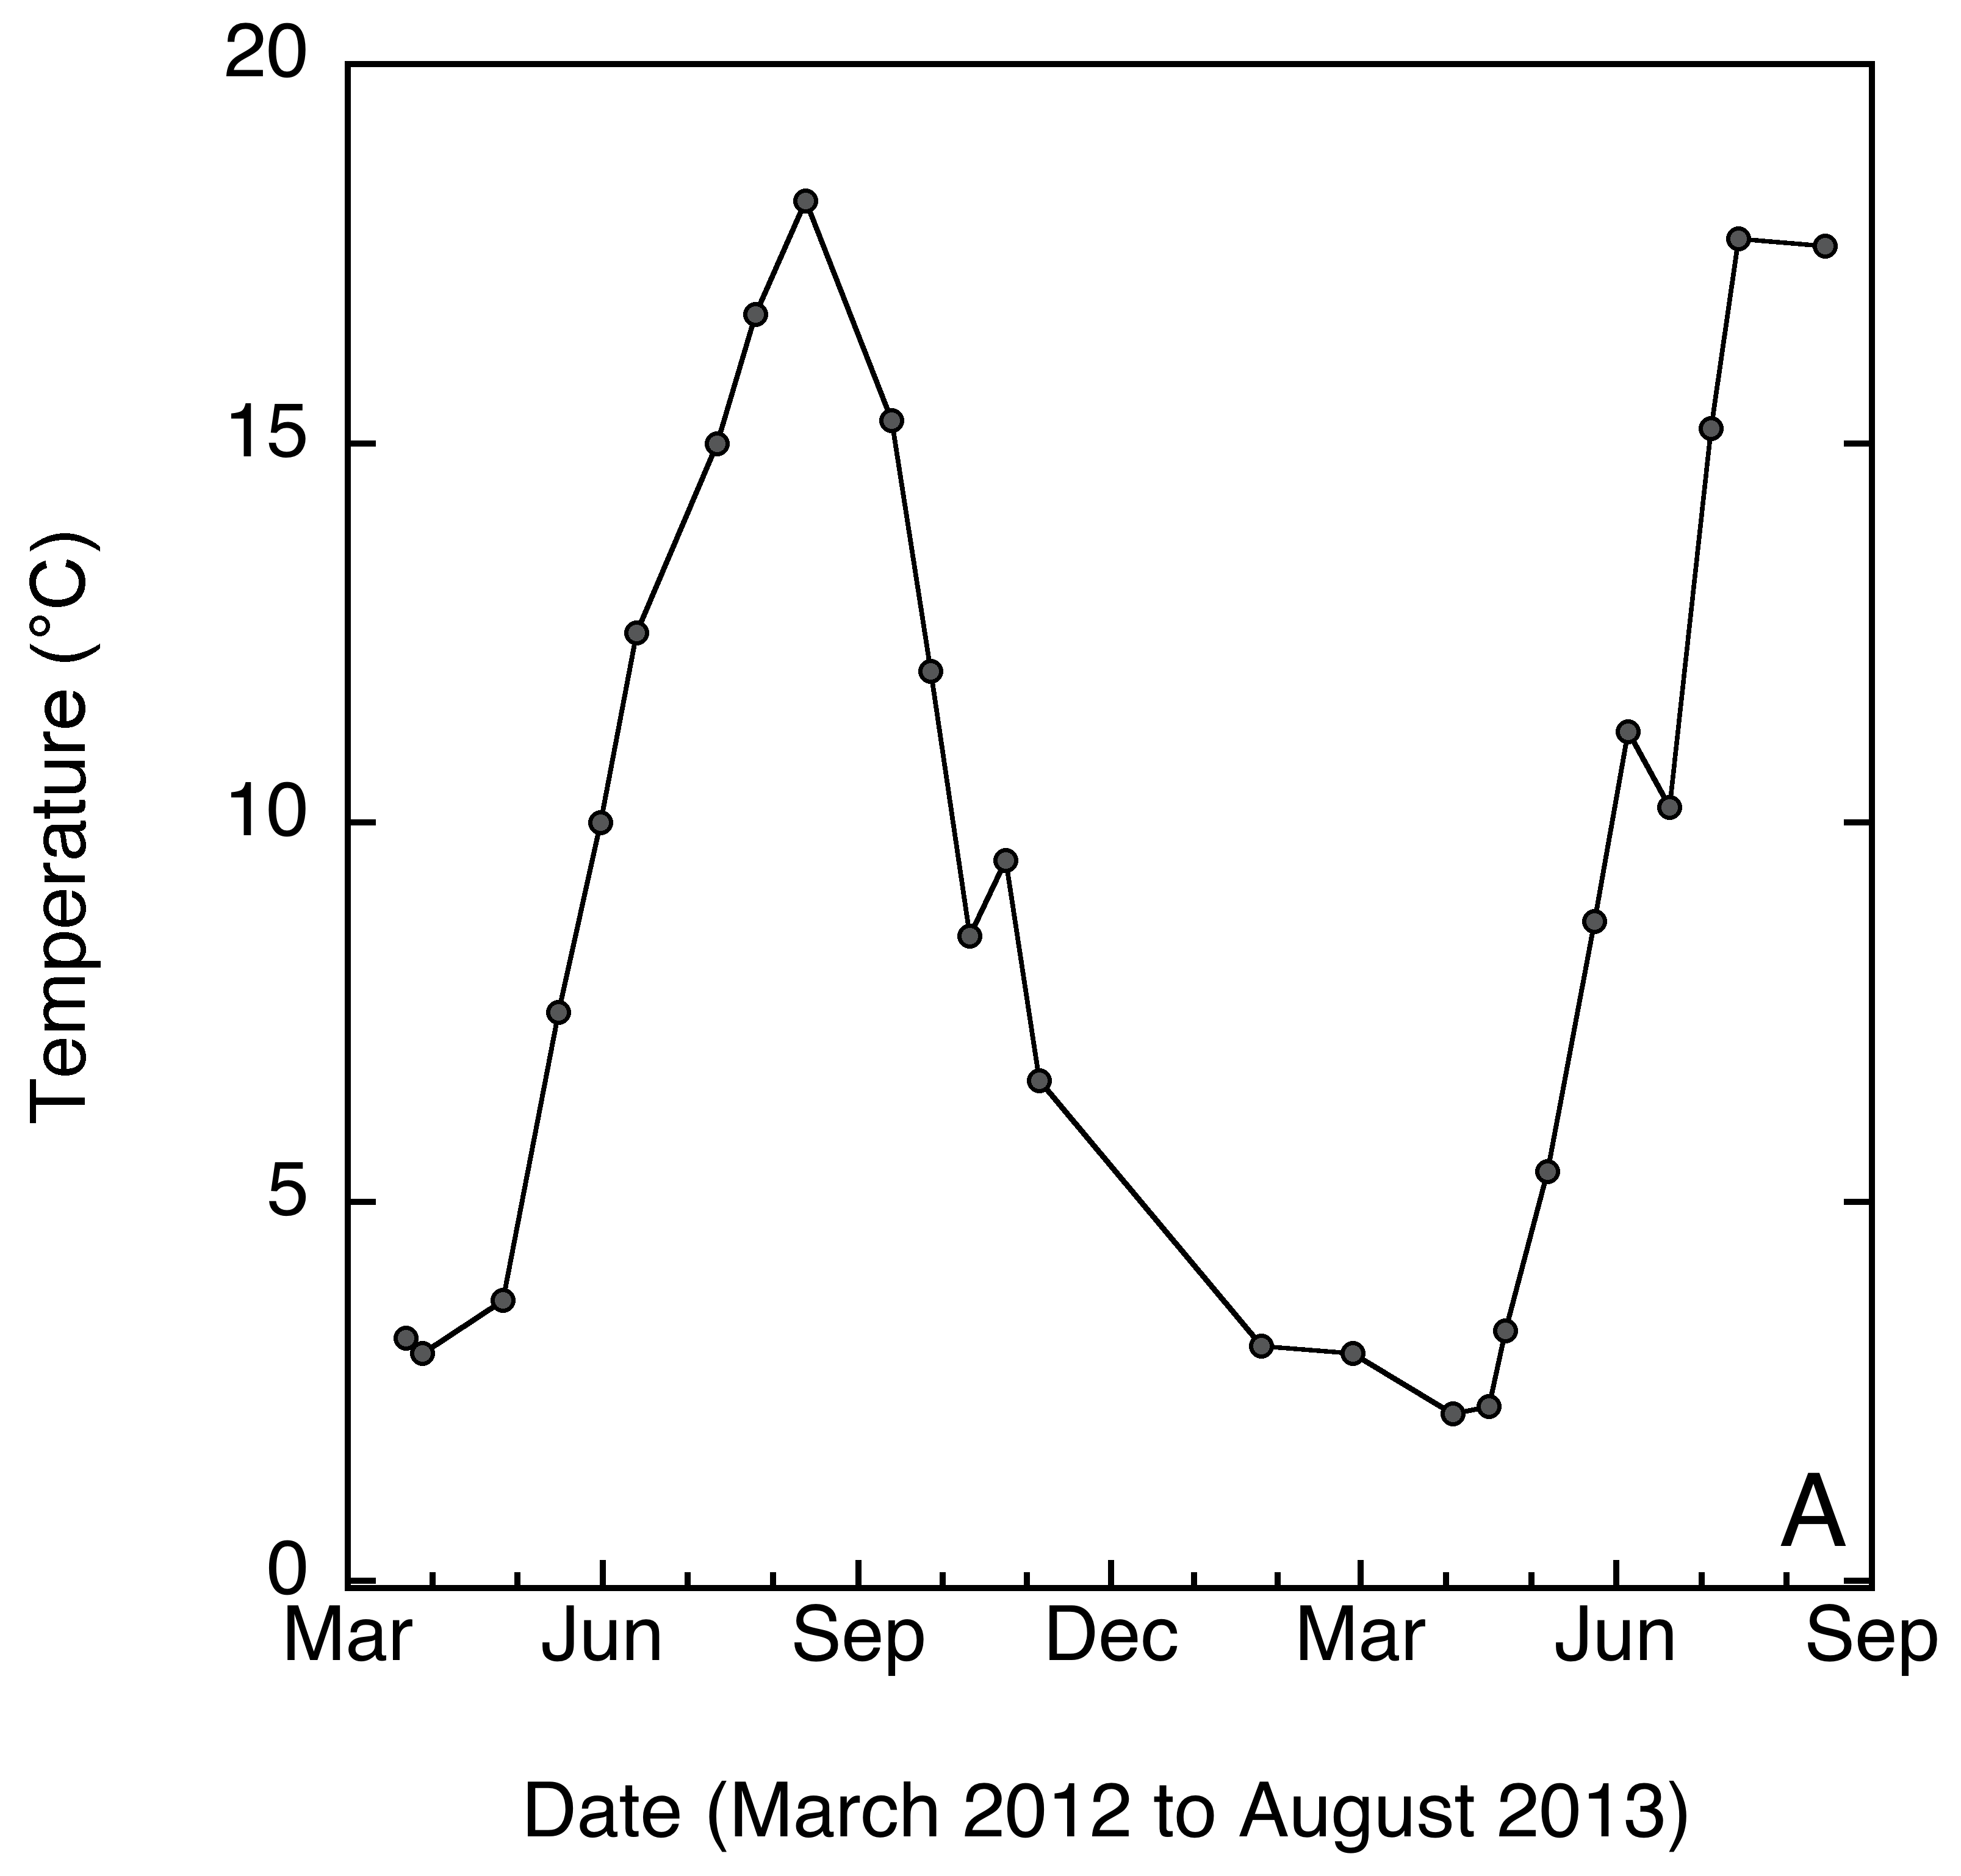 20
15
10
5
0
Temperature (°C)
A
Mar Jun Sep Dec Mar Jun Sep
Date (March 2012 to August 2013)